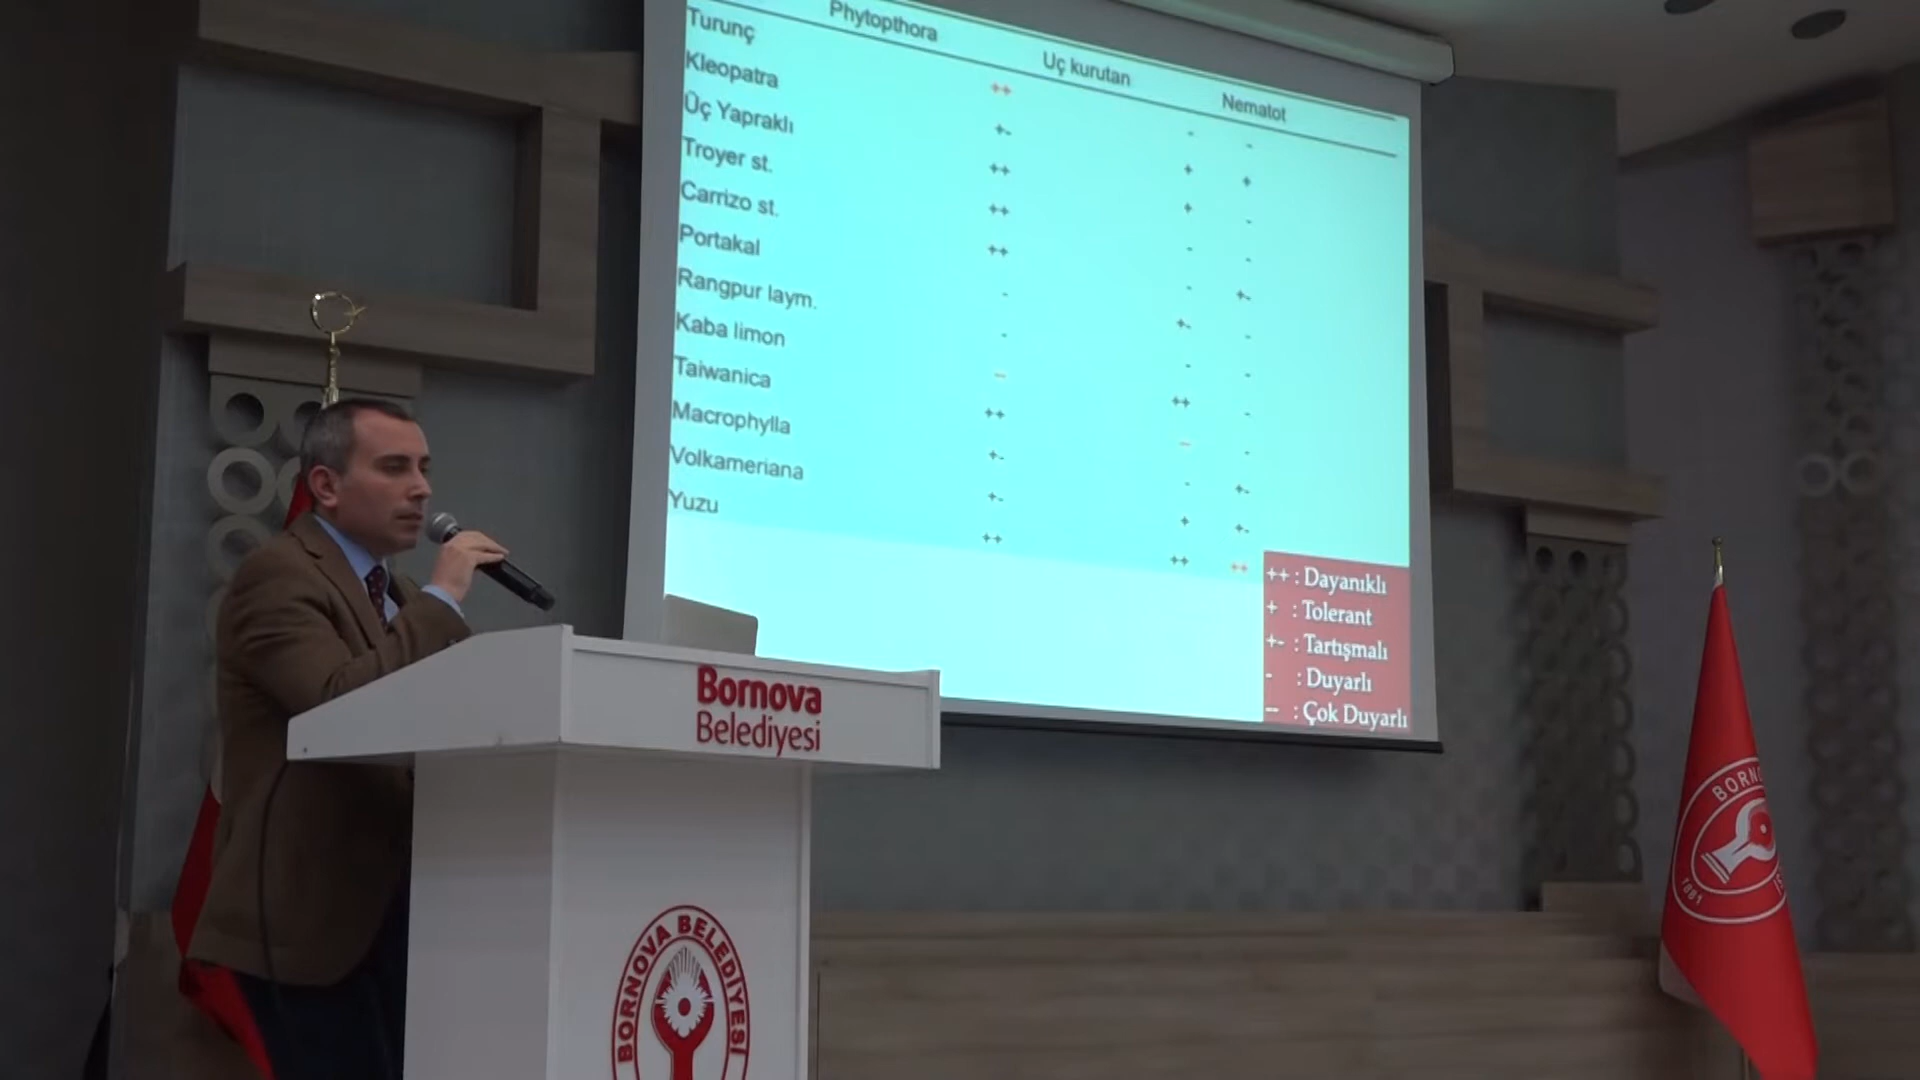 Phytopthora Uç kurutan Nematot
Turunç ++ - -
Kleopatra +- + +
Üç Yapraklı ++ + -
Troyer st. ++ - -
Carrizo st. ++ - +-
Portakal - +- -
Rangpur laym. - - -
Kaba limon -- ++ -
Taiwanica ++ -- -
Macrophylla +- - +-
Volkameriana +- + +-
Yuzu ++ ++ ++
++ : Dayanıklı
+ : Tolerant
+- : Tartışmalı
- : Duyarlı
-- : Çok Duyarlı
Bornova
Belediyesi
BORNOVA BELEDİYESİ
1881